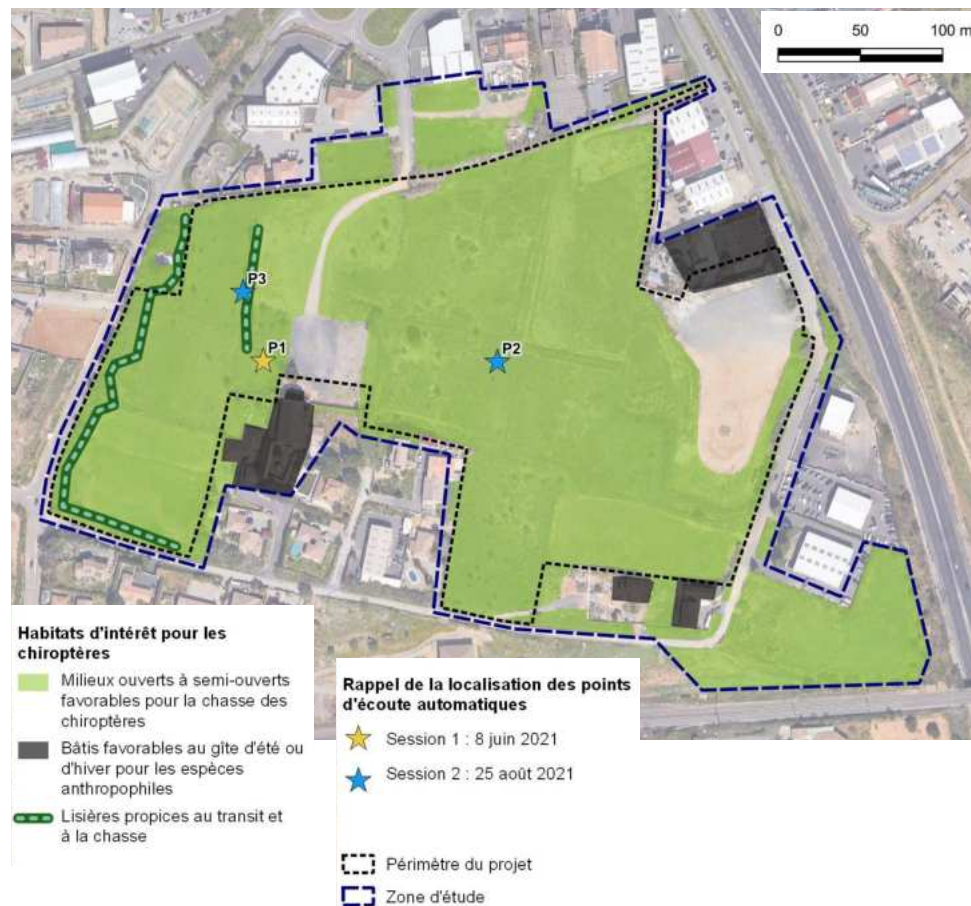 0 50 100 m
P3
P1
P2
Habitats d'intérêt pour les
chiroptères
Milieux ouverts à semi-ouverts
favorables pour la chasse des
chiroptères
Bâtis favorables au gîte d'été ou
d'hiver pour les espèces
anthropophiles
Lisières propices au transit et
à la chasse
Rappel de la localisation des points
d'écoute automatiques
Session 1 : 8 juin 2021
Session 2 : 25 août 2021
Périmètre du projet
Zone d'étude